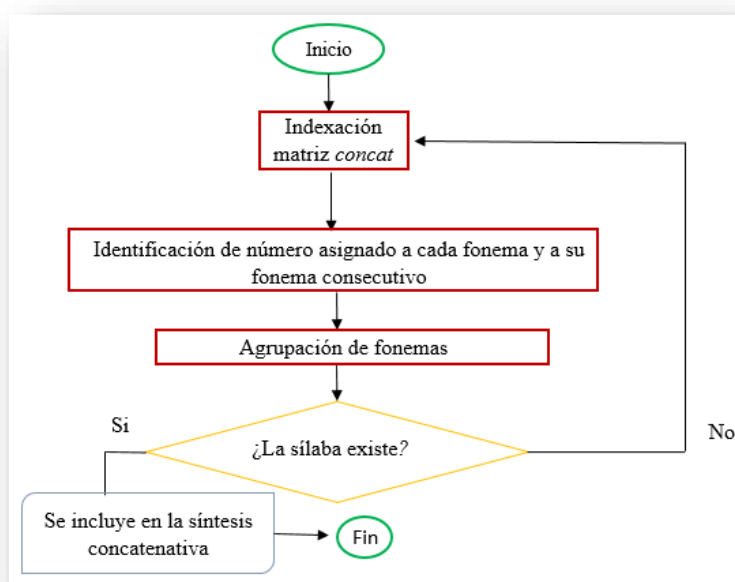 Inicio
Indexación
matriz concat
Identificación de número asignado a cada fonema y a su
fonema consecutivo
Agrupación de fonemas
Si
¿La sílaba existe?
No
Se incluye en la síntesis
concatenativa
Fin